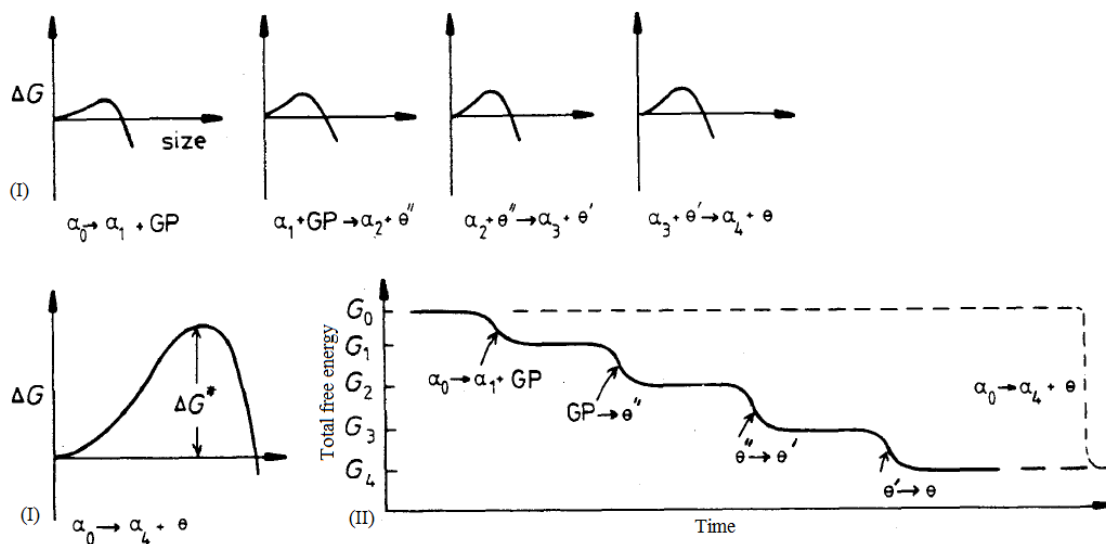 ΔG
size
(I)
α₀→ α₁ + GP
α₁ + GP → α₂ + θ″
α₂ + θ″ → α₃ + θ′
α₃ + θ′ → α₄ + θ
ΔG
ΔG*
(I)
α₀ → α₄ + θ
Total free energy
G₀
G₁
G₂
G₃
G₄
α₀→ α₁ + GP
GP → θ″
θ″ → θ′
θ′ → θ
α₀→ α₄ + θ
(II)
Time